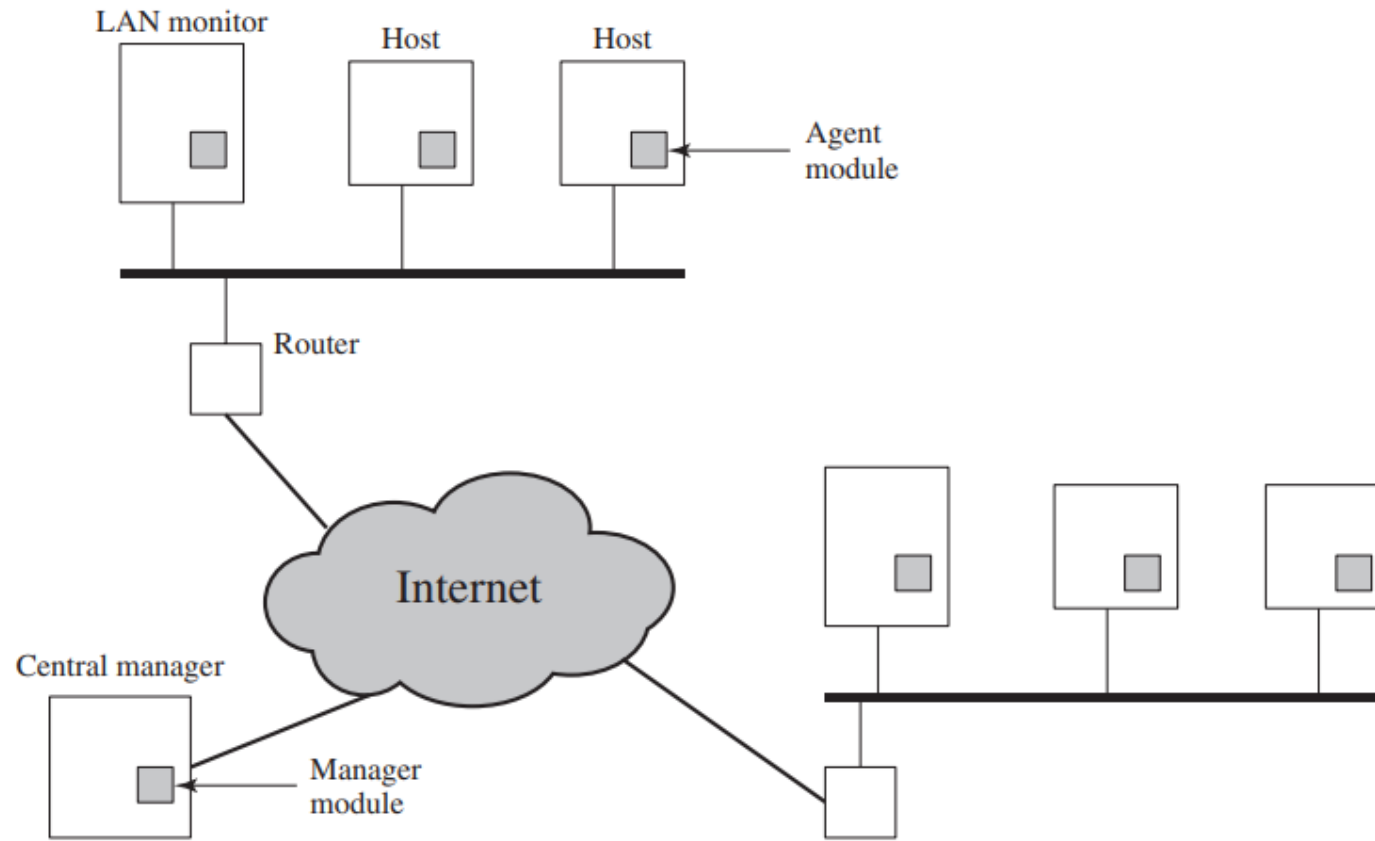 LAN monitor
Host
Host
Agent
module
Router
Internet
Central manager
Manager
module